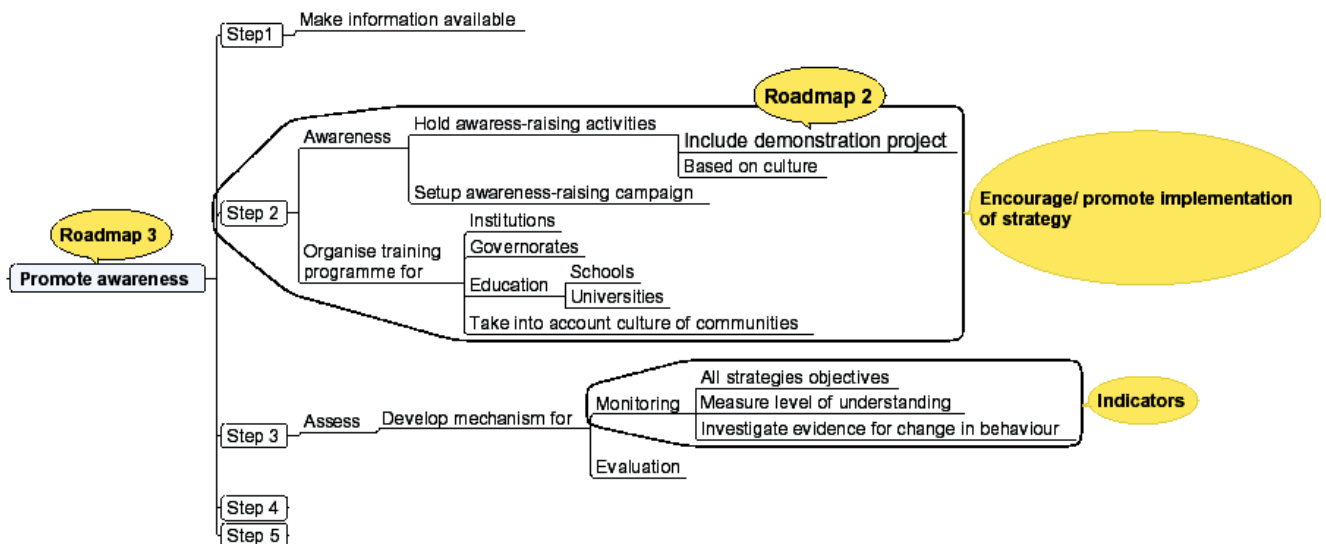 Step1
Make information available
Roadmap 2
Hold awaress-raising activities
Awareness
Include demonstration project
Based on culture
Setup awareness-raising campaign
Step 2
Institutions
Encourage/ promote implementation
of strategy
Roadmap 3
Organise training
programme for
Governorates
Promote awareness
Education
Schools
Universities
Take into account culture of communities
All strategies objectives
Monitoring
Measure level of understanding
Indicators
Step 3
Assess
Develop mechanism for
Investigate evidence for change in behaviour
Evaluation
Step 4
Step 5